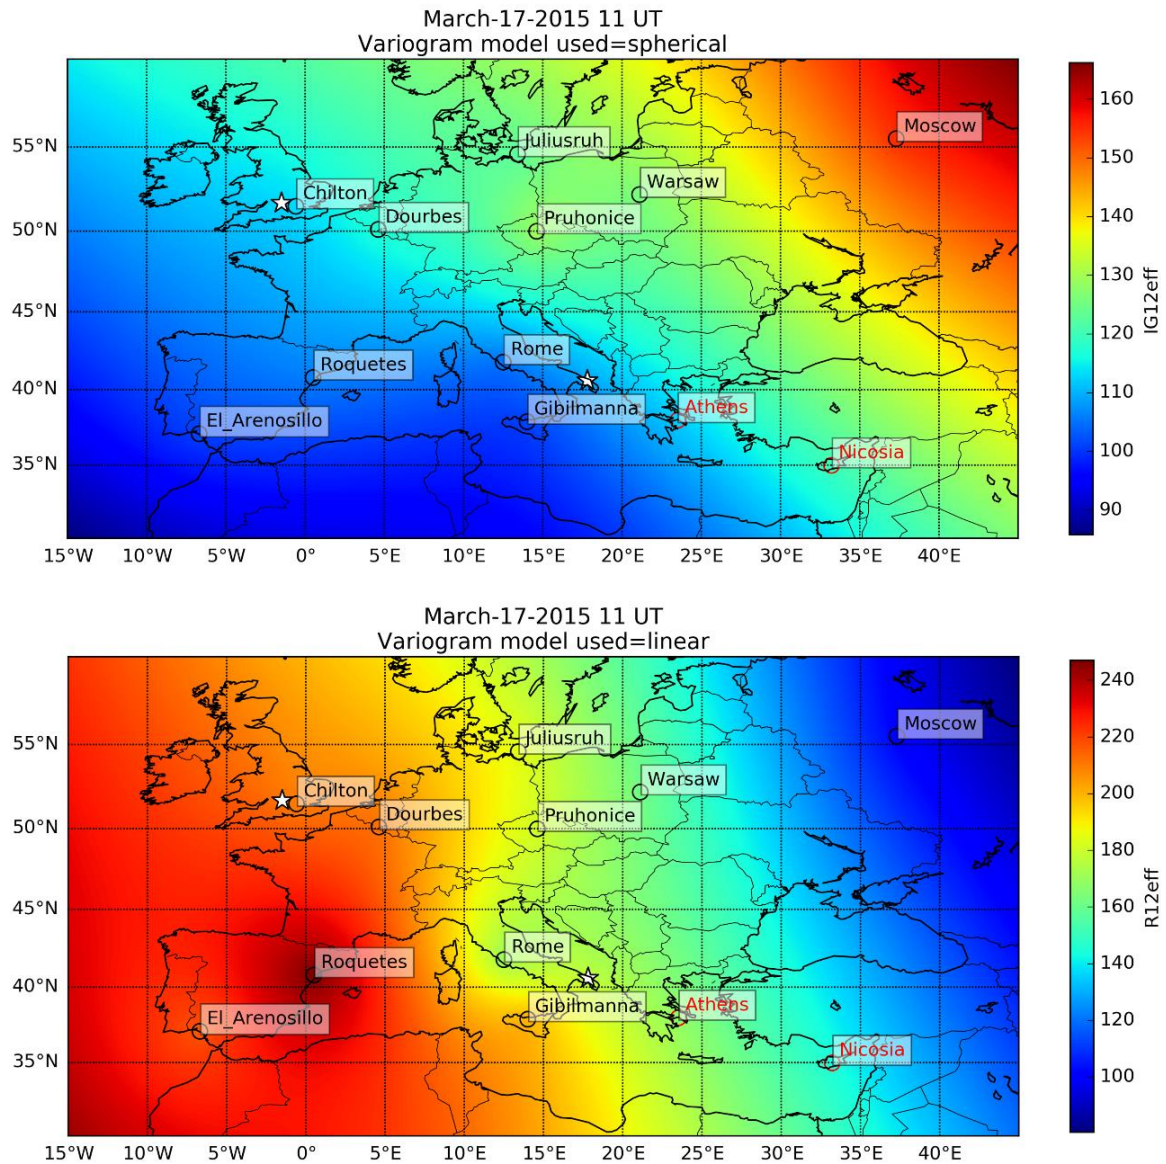 March-17-2015 11 UT
Variogram model used=spherical
160
Moscow
55°N
Juliusruh
150
Warsaw
Chilton
140
Dourbes
Pruhonice
50°N
130
IG12eff
45°N
120
Rome
Roquetes
110
40°N
Gibilmanna
Athens
El_Arenosillo
100
Nicosia
35°N
90
15°W 10°W 5°W 0° 5°E 10°E 15°E 20°E 25°E 30°E 35°E 40°E
March-17-2015 11 UT
Variogram model used=linear
240
Moscow
55°N
Juliusruh
220
Warsaw
Chilton
200
Dourbes
Pruhonice
50°N
180
R12eff
45°N
160
Rome
Roquetes
140
40°N
Gibilmanna
Athens
El_Arenosillo
120
Nicosia
35°N
100
15°W 10°W 5°W 0° 5°E 10°E 15°E 20°E 25°E 30°E 35°E 40°E